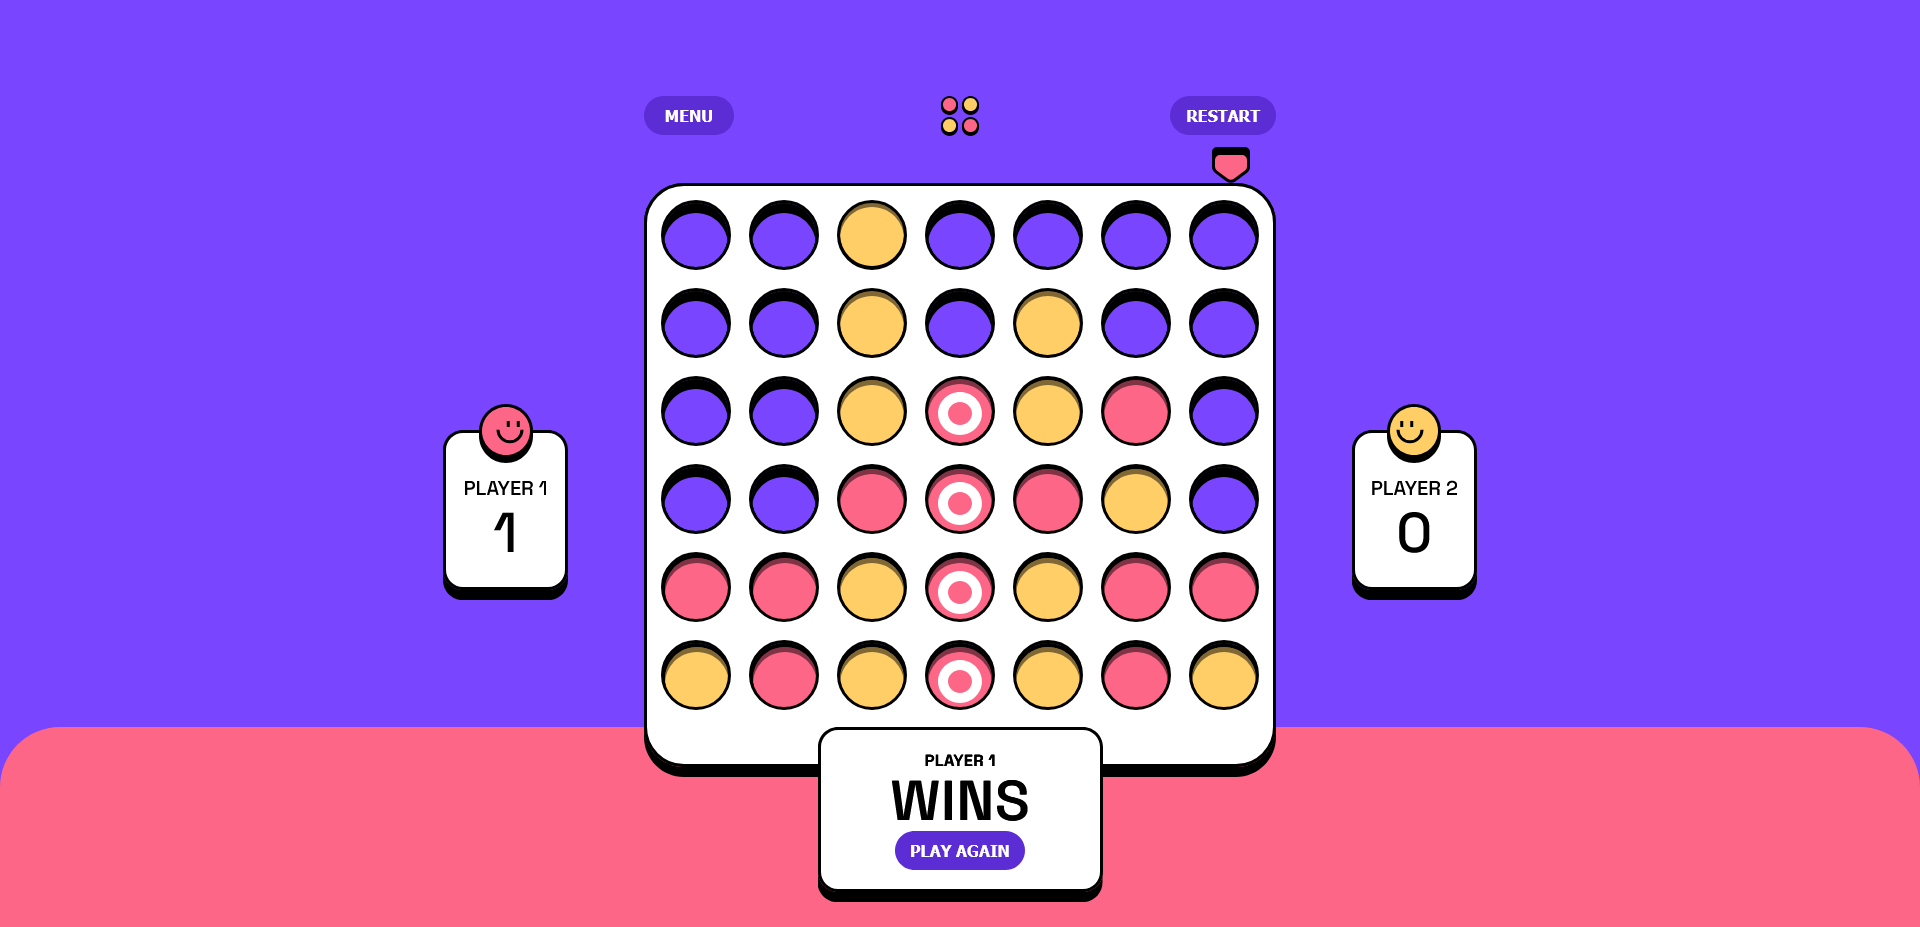 MENU
RESTART
PLAYER 1
1
PLAYER 2
0
PLAYER 1
WINS
PLAY AGAIN